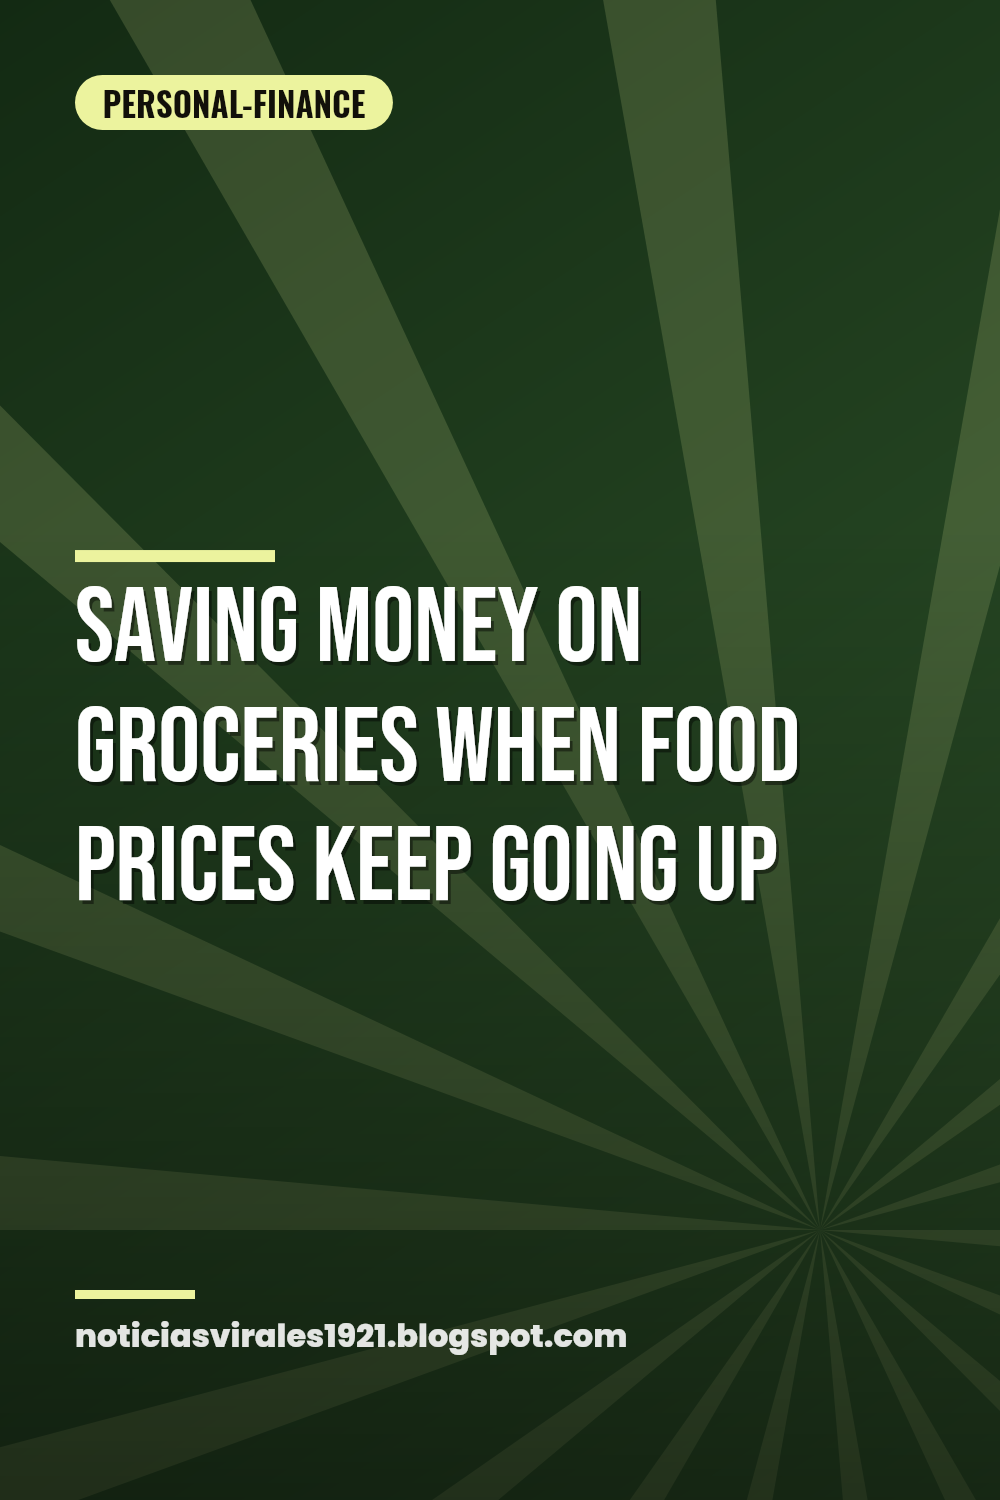 PERSONAL-FINANCE
SAVING MONEY ON
GROCERIES WHEN FOOD
PRICES KEEP GOING UP
noticiasvirales1921.blogspot.com